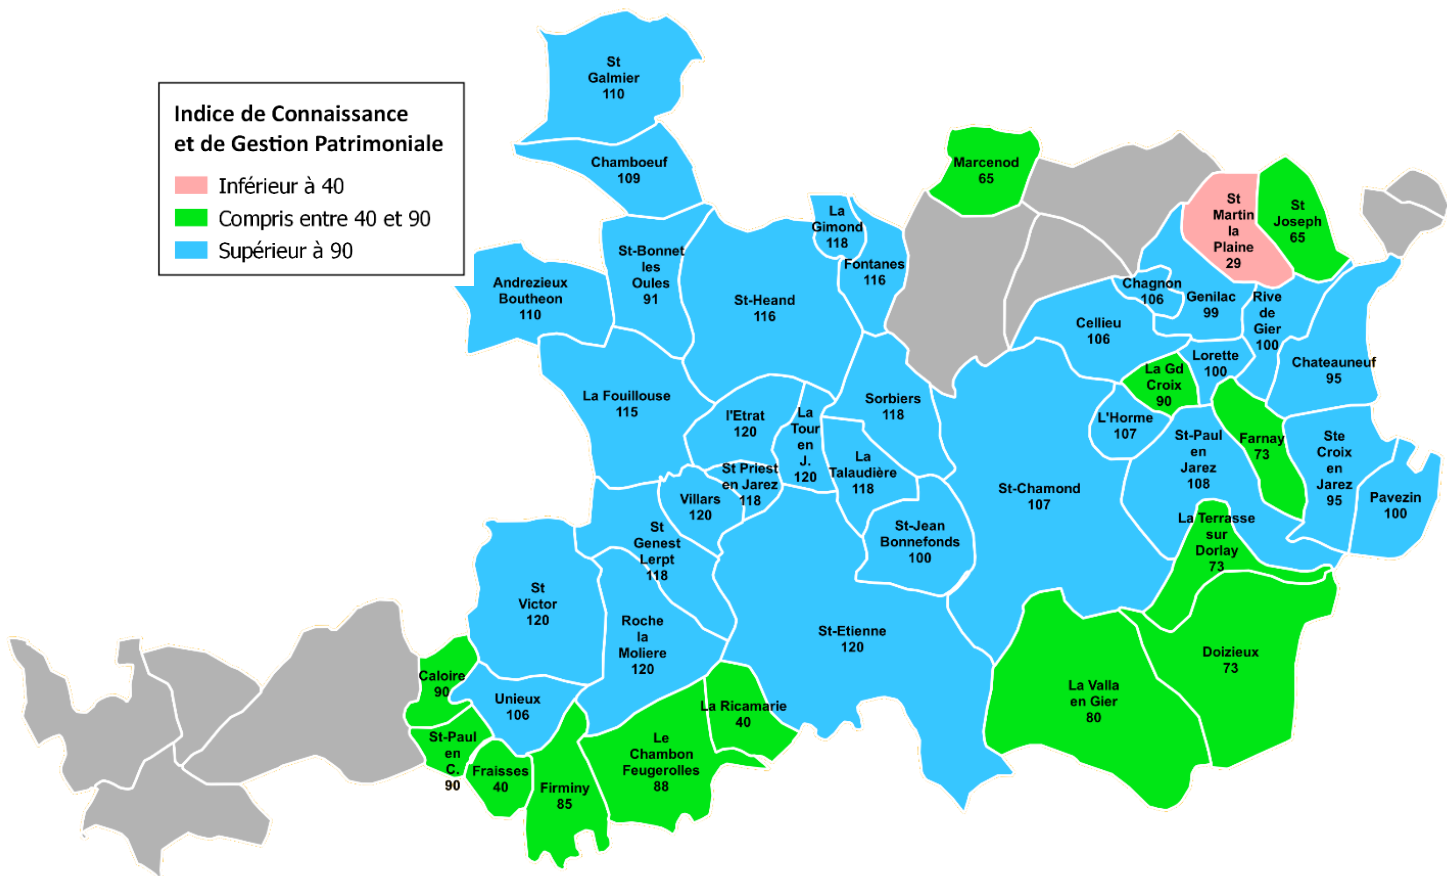 Indice de Connaissance
et de Gestion Patrimoniale
Inférieur à 40
Compris entre 40 et 90
Supérieur à 90
St
Galmier
110
Chamboeuf
109
Marcenod
65
St
Martin
la
Plaine
29
St
Joseph
65
La
Gimond
118
Fontanes
116
St-Bonnet
les
Oules
91
Andrezieux
Boutheon
110
St-Heand
116
Chagnon
106
Genilac
99
Rive
de
Gier
100
Cellieu
106
Lorette
100
Chateauneuf
95
La Gd
Croix
90
La Fouillouse
115
l'Etrat
120
La
Tour
en
J.
120
Sorbiers
118
L'Horme
107
St-Paul
en
Jarez
108
Farnay
73
Ste
Croix
en
Jarez
95
Pavezin
100
St Priest
en Jarez
118
La
Talaudière
118
Villars
120
St-Chamond
107
St
Genest
Lerpt
118
St-Jean
Bonnefonds
100
La Terrasse
sur
Dorlay
73
St
Victor
120
Roche
la
Moliere
120
St-Etienne
120
Doizieux
73
Caloire
90
Unieux
106
La Valla
en Gier
80
La Ricamarie
40
St-Paul
en
C.
90
Fraisses
40
Firminy
85
Le
Chambon
Feugerolles
88